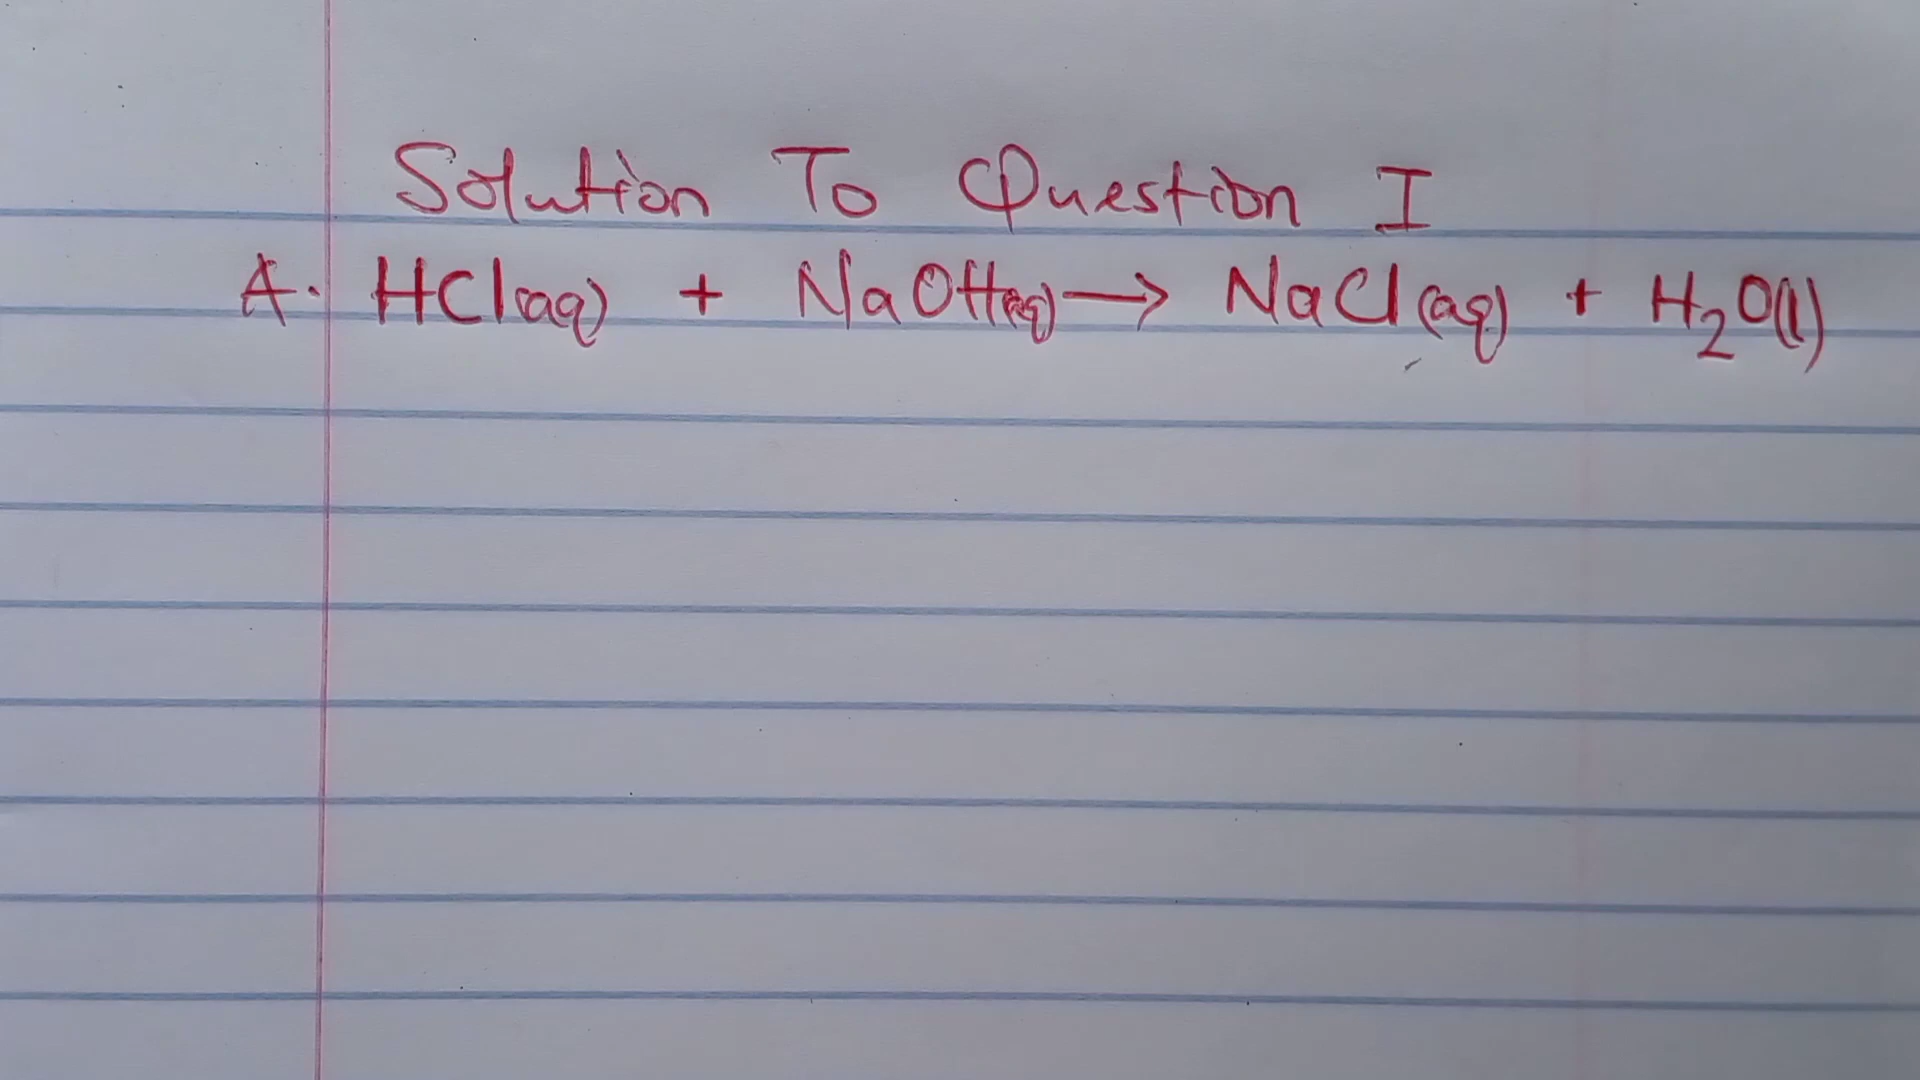 Solution To Question I
A. HCl(aq) + NaOH(aq) → NaCl(aq) + H₂O(l)